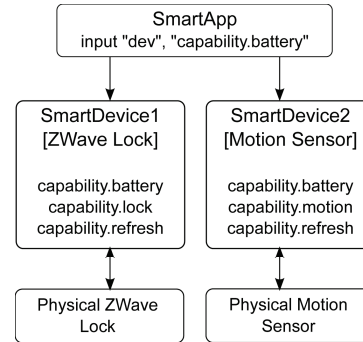 SmartApp
input "dev", "capability.battery"
SmartDevice1
[ZWave Lock]
capability.battery
capability.lock
capability.refresh
SmartDevice2
[Motion Sensor]
capability.battery
capability.motion
capability.refresh
Physical ZWave
Lock
Physical Motion
Sensor